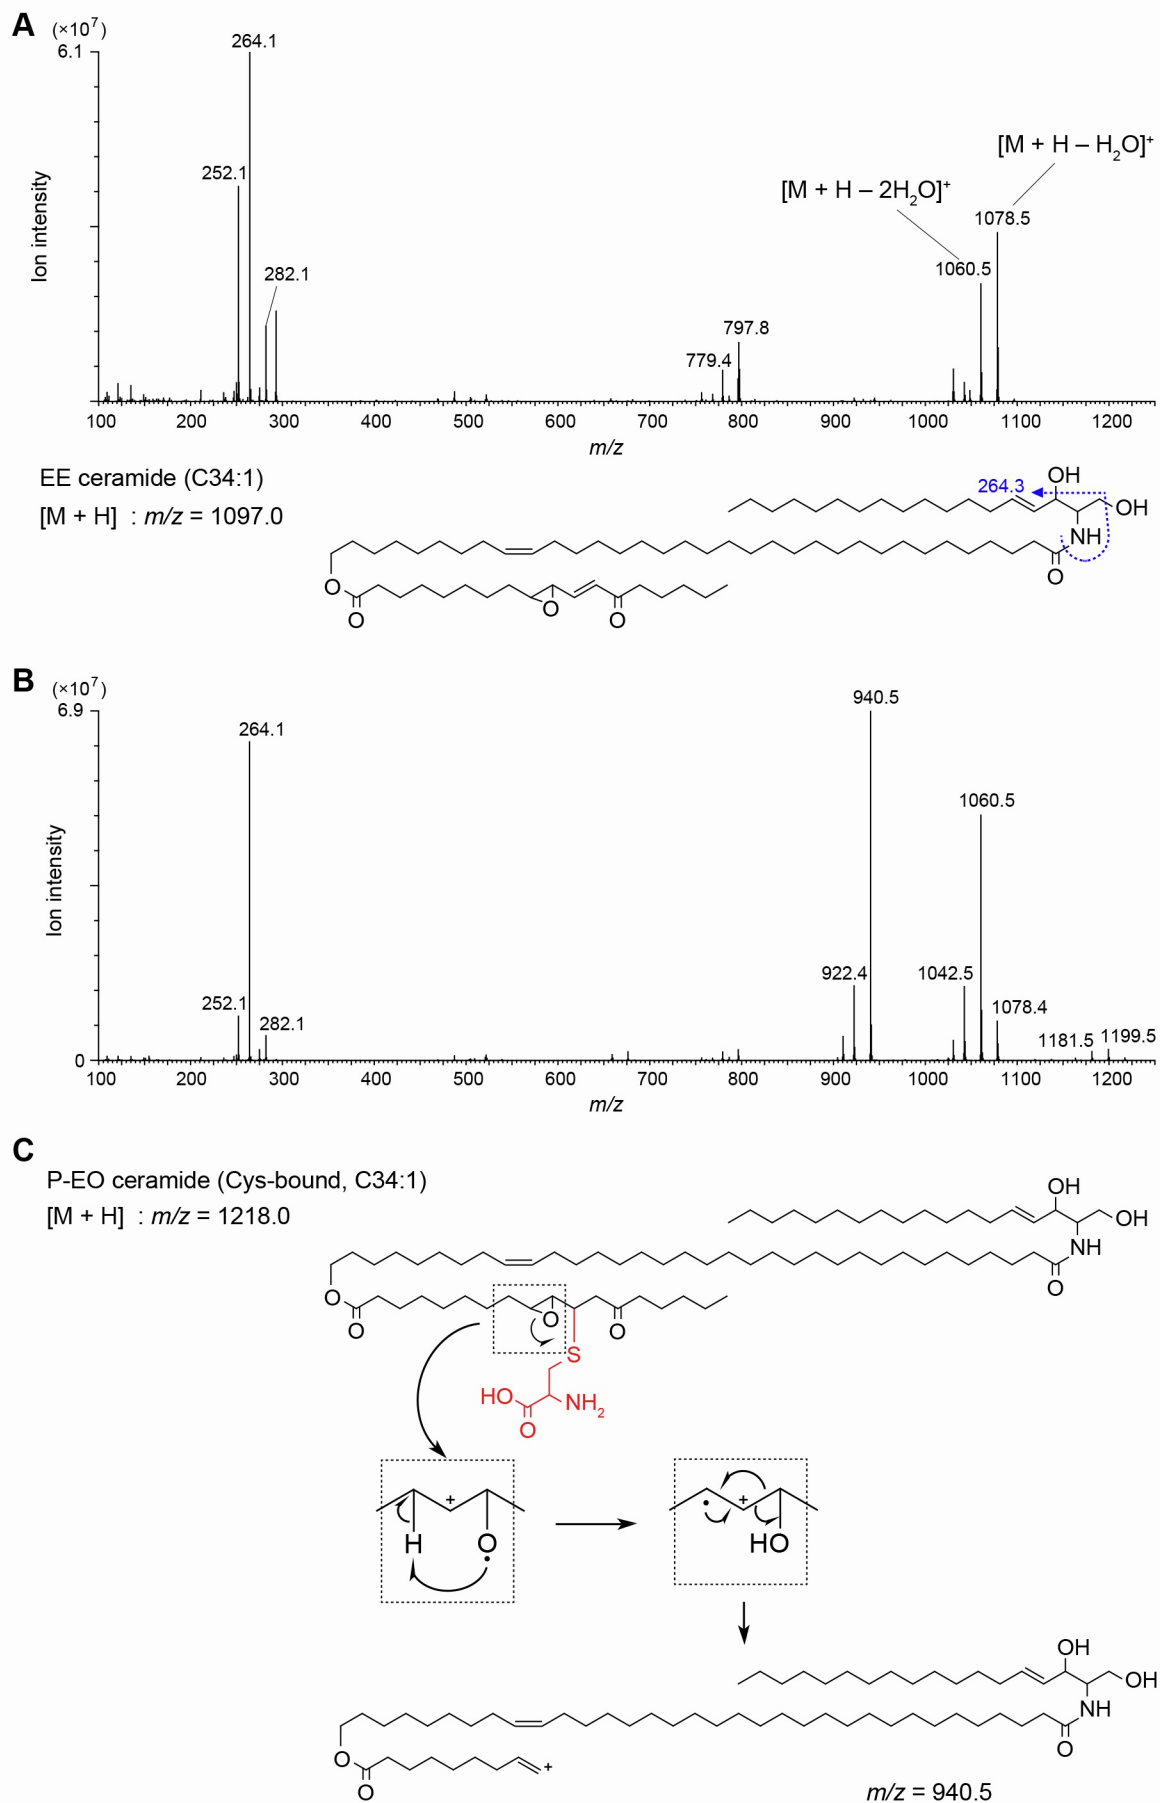 A (×10⁷)
6.1
264.1
252.1
282.1
[M + H – H₂O]⁺
[M + H – 2H₂O]⁺
1078.5
1060.5
797.8
779.4
Ion intensity
100 200 300 400 500 600 700 800 900 1000 1100 1200
m/z
EE ceramide (C34:1)
[M + H] : m/z = 1097.0
264.3
OH
OH
NH
O
O
O
O
O
B (×10⁷)
6.9
940.5
264.1
1060.5
252.1
282.1
922.4
1042.5
1078.4
1181.5
1199.5
0
Ion intensity
100 200 300 400 500 600 700 800 900 1000 1100 1200
m/z
C
P-EO ceramide (Cys-bound, C34:1)
[M + H] : m/z = 1218.0
OH
OH
NH
O
O
O
O
O
S
HO
NH₂
O
+
H
O
+
HO
OH
OH
NH
O
O
O
+
m/z = 940.5